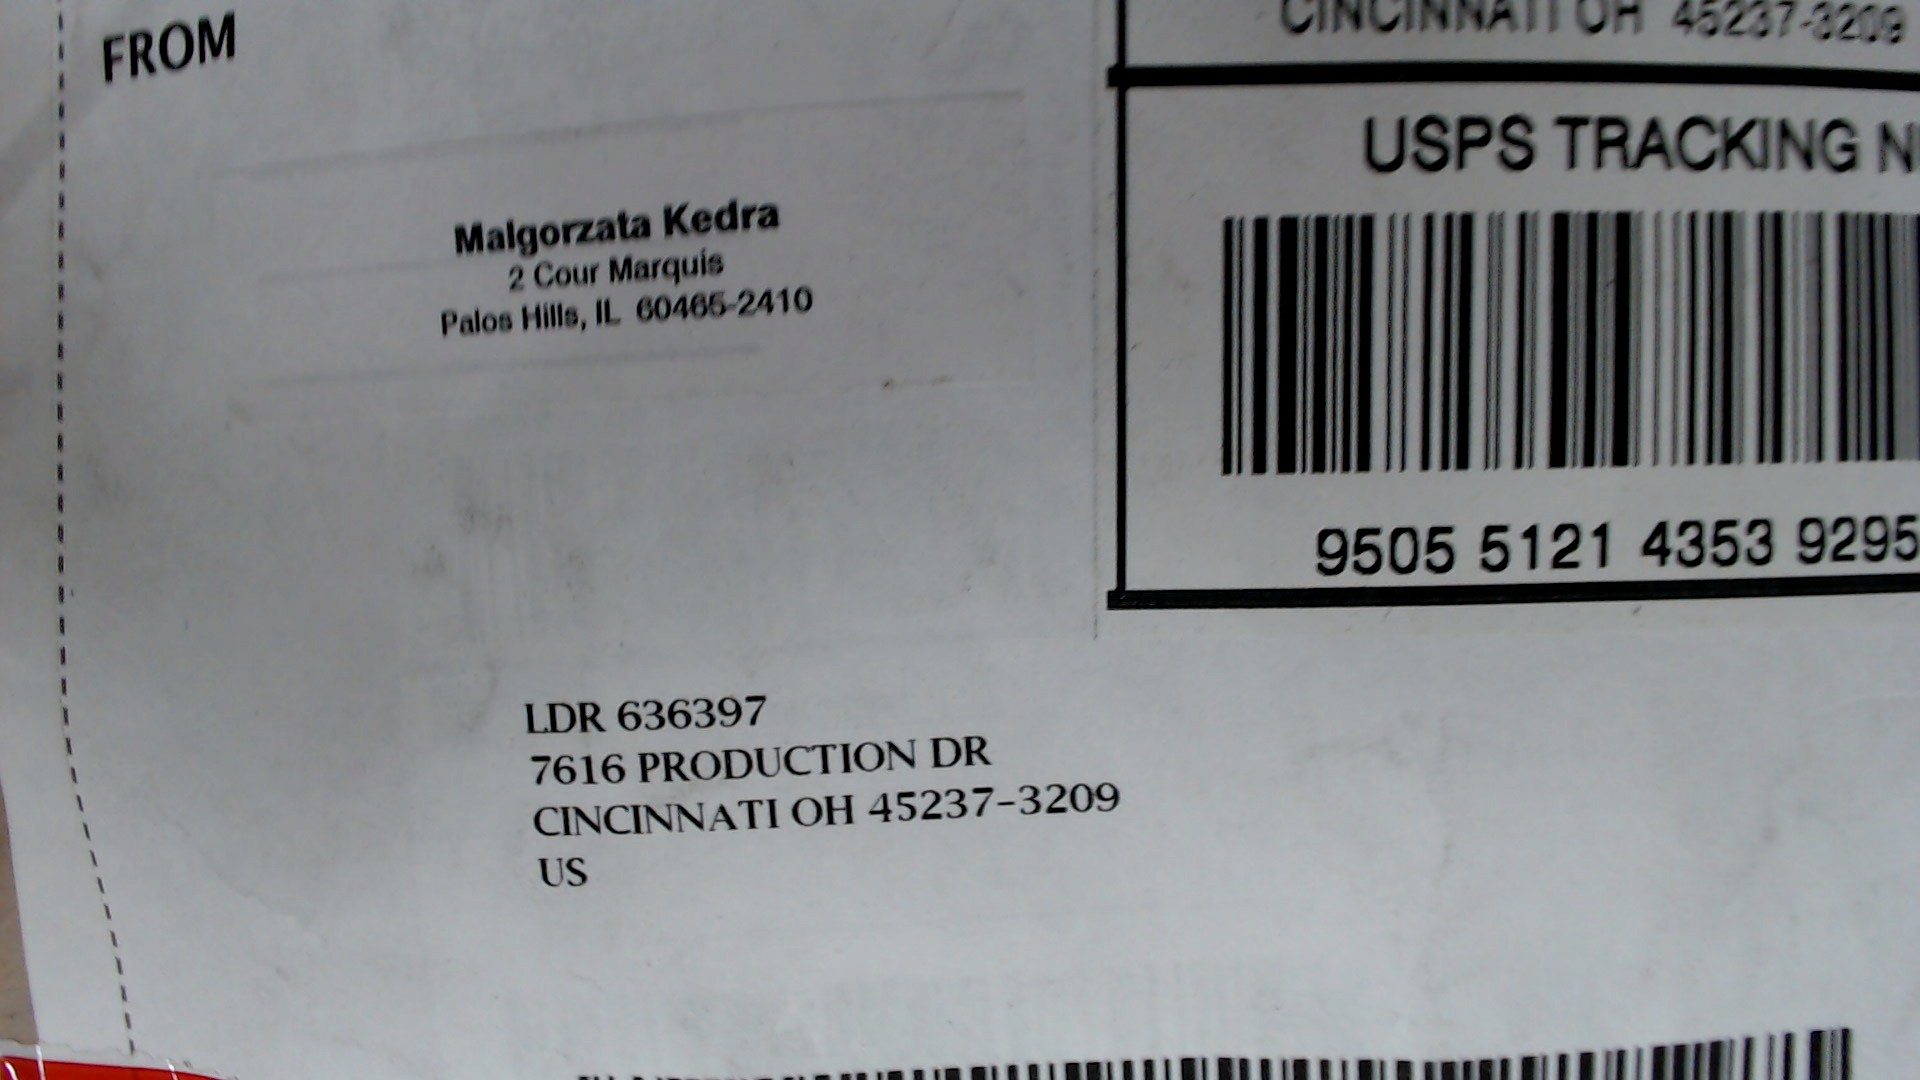 FROM
Malgorzata Kedra
2 Cour Marquis
Palos Hills, IL 60465-2410
CINCINNATI OH 45237-3209
USPS TRACKING
9505 5121 4353 9295
LDR 636397
7616 PRODUCTION DR
CINCINNATI OH 45237-3209
US